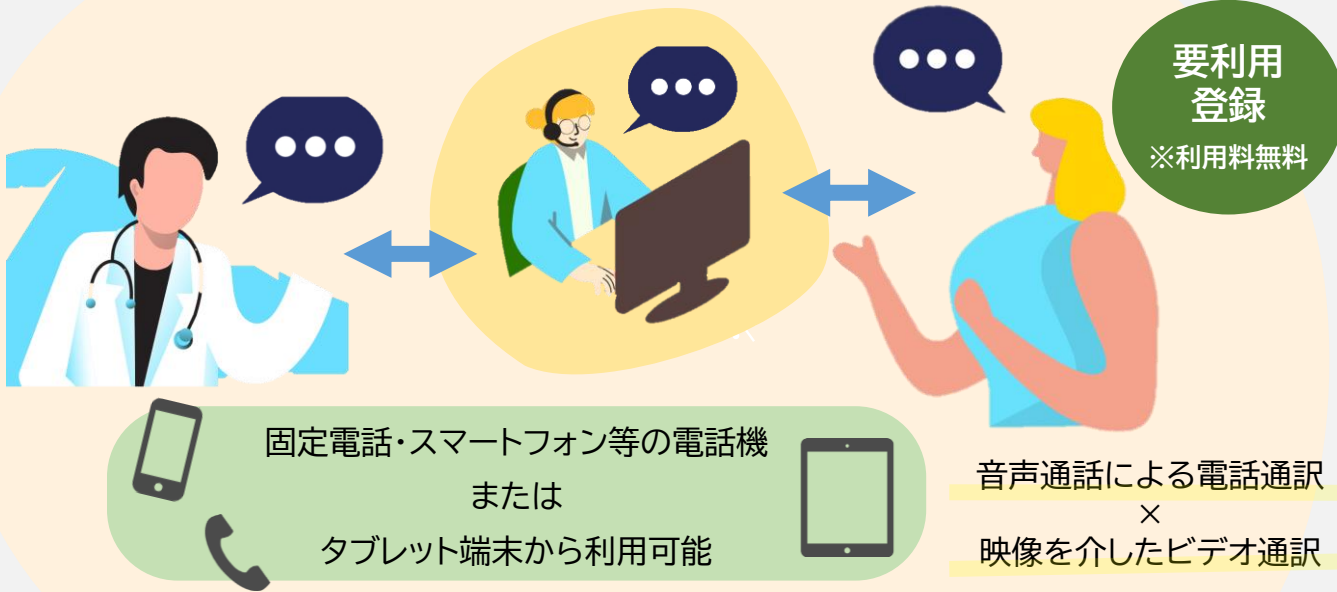 要利用
登録
※利用料無料
固定電話・スマートフォン等の電話機
または
タブレット端末から利用可能
音声通話による電話通訳
×
映像を介したビデオ通訳